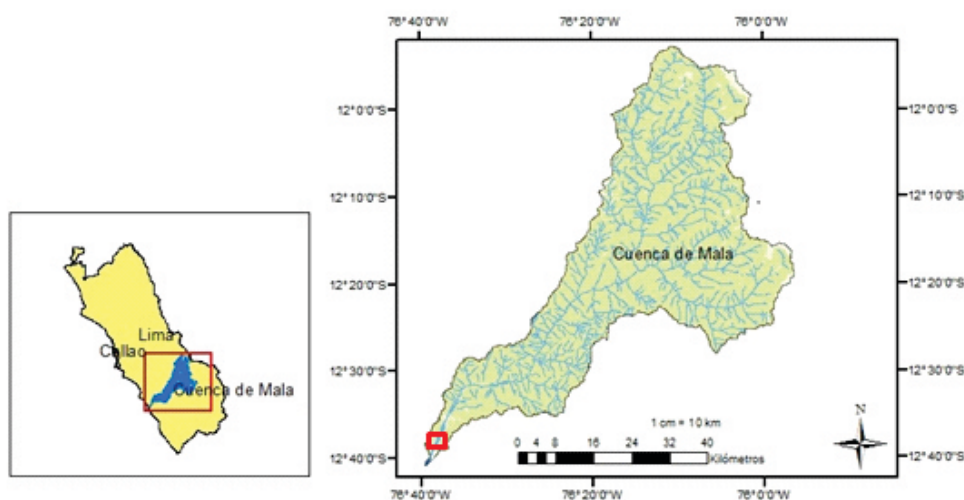 76°40'0"W 76°20'0"W 76°0'0"W
12°0'0"S 12°0'0"S
12°10'0"S 12°10'0"S
Cuenca de Mala
12°20'0"S 12°20'0"S
Lima
Callao
Cuenca de Mala
12°30'0"S 12°30'0"S
1 cm = 10 km
N
0 4 8 16 24 32 40
Kilómetros
12°40'0"S 12°40'0"S
76°40'0"W 76°20'0"W 76°0'0"W